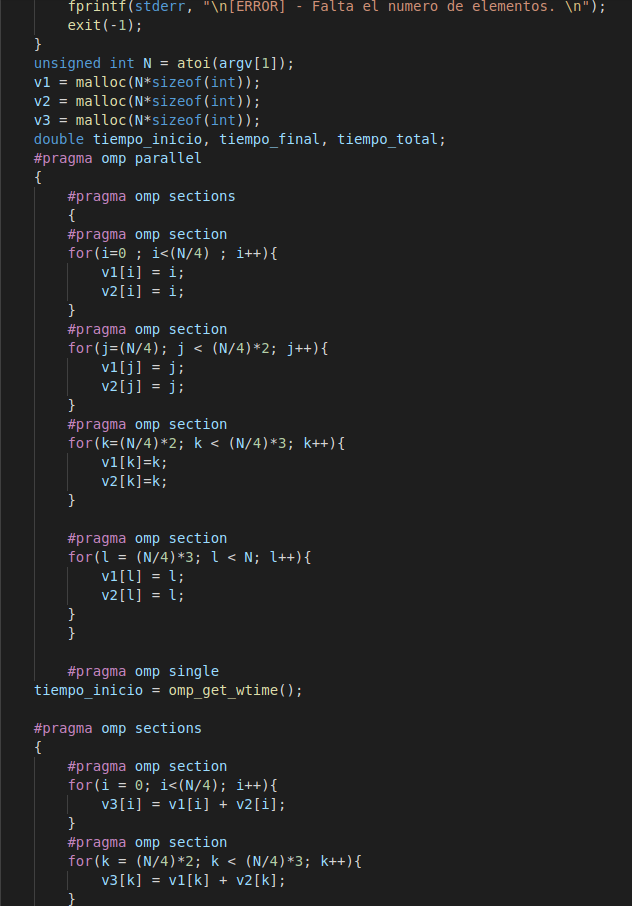 fprintf(stderr, "\n[ERROR] - Falta el numero de elementos. \n");
exit(-1);
}
unsigned int N = atoi(argv[1]);
v1 = malloc(N*sizeof(int));
v2 = malloc(N*sizeof(int));
v3 = malloc(N*sizeof(int));
double tiempo_inicio, tiempo_final, tiempo_total;
#pragma omp parallel
{
#pragma omp sections
{
#pragma omp section
for(i=0 ; i<(N/4) ; i++){
v1[i] = i;
v2[i] = i;
}
#pragma omp section
for(j=(N/4); j < (N/4)*2; j++){
v1[j] = j;
v2[j] = j;
}
#pragma omp section
for(k=(N/4)*2; k < (N/4)*3; k++){
v1[k]=k;
v2[k]=k;
}
#pragma omp section
for(l = (N/4)*3; l < N; l++){
v1[l] = l;
v2[l] = l;
}
}
#pragma omp single
tiempo_inicio = omp_get_wtime();
#pragma omp sections
{
#pragma omp section
for(i = 0; i<(N/4); i++){
v3[i] = v1[i] + v2[i];
}
#pragma omp section
for(k = (N/4)*2; k < (N/4)*3; k++){
v3[k] = v1[k] + v2[k];
}